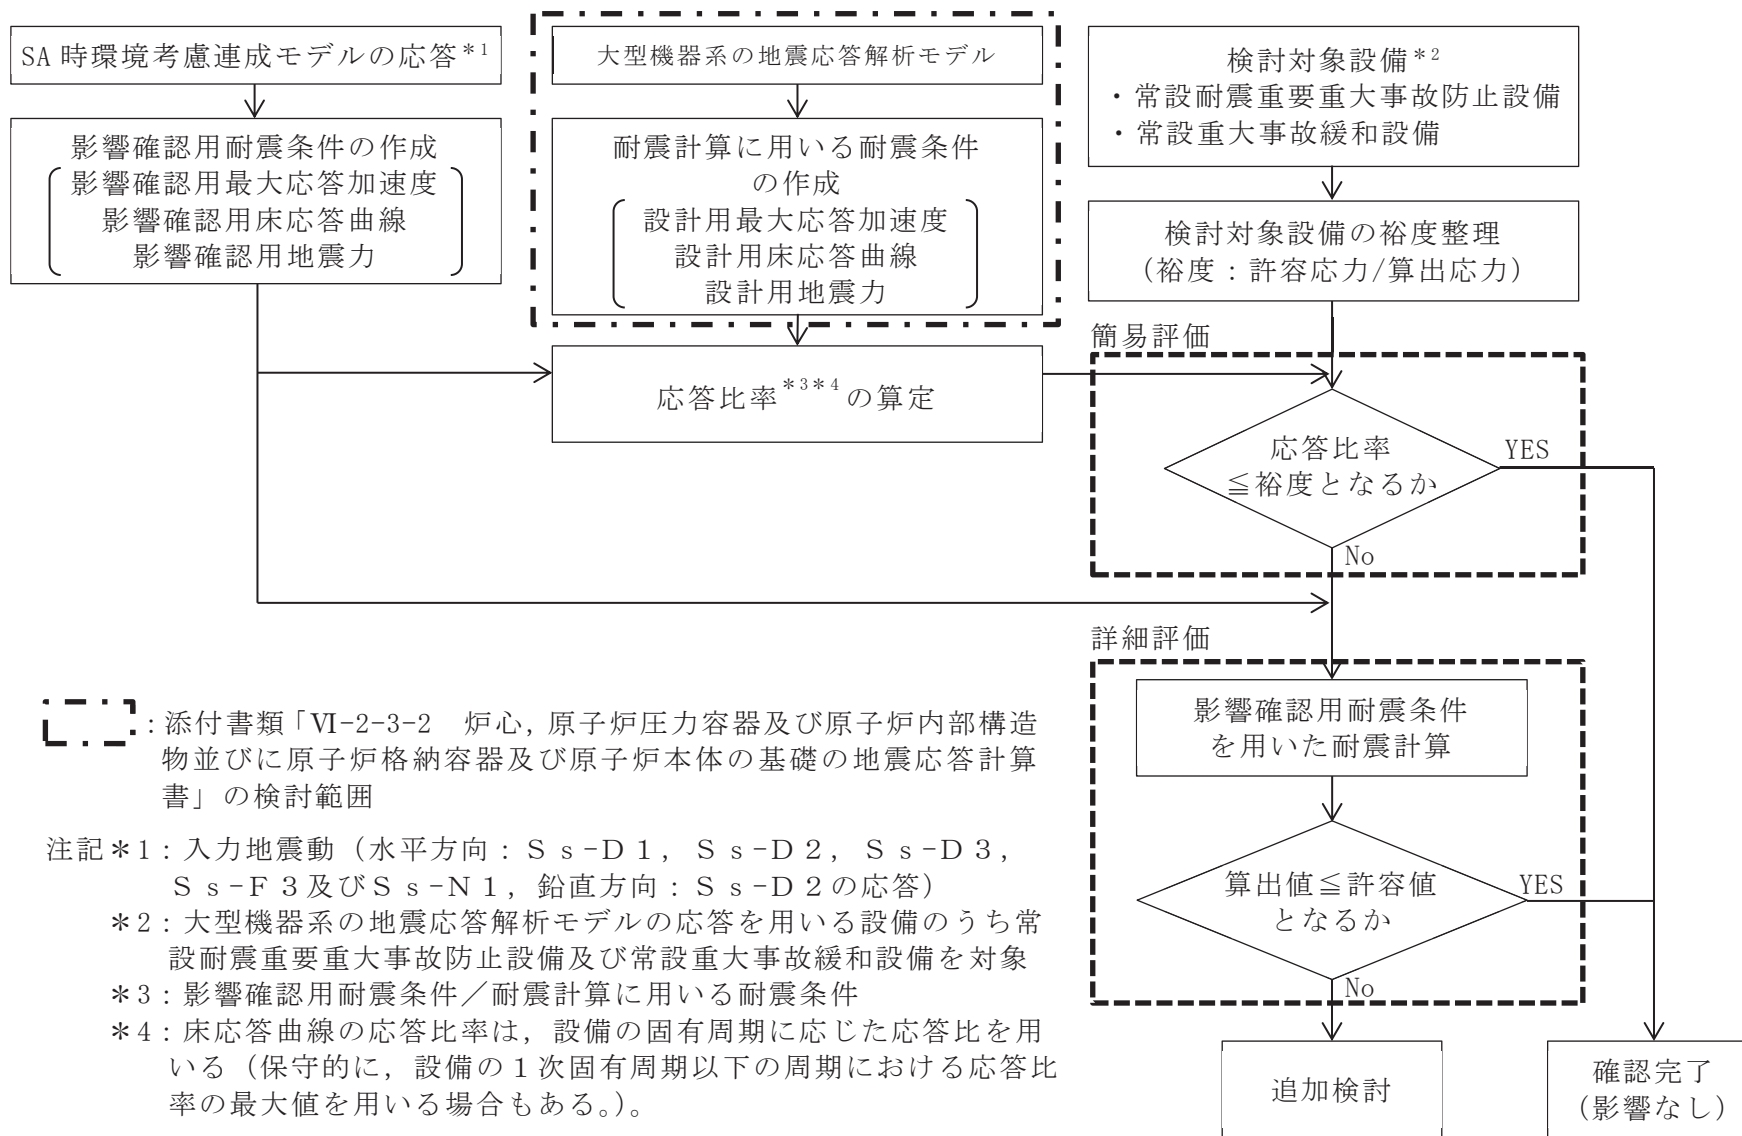 SA時環境考慮連成モデルの応答*1
影響確認用耐震条件の作成
影響確認用最大応答加速度
影響確認用床応答曲線
影響確認用地震力
大型機器系の地震応答解析モデル
耐震計算に用いる耐震条件
の作成
設計用最大応答加速度
設計用床応答曲線
設計用地震力
応答比率*3*4の算定
検討対象設備*2
・常設耐震重要重大事故防止設備
・常設重大事故緩和設備
検討対象設備の裕度整理
(裕度:許容応力/算出応力)
簡易評価
応答比率
≦裕度となるか
YES
No
詳細評価
影響確認用耐震条件
を用いた耐震計算
算出値≦許容値
となるか
YES
No
追加検討
確認完了
(影響なし)
:添付書類「Ⅵ-2-3-2 炉心,原子炉圧力容器及び原子炉内部構造
物並びに原子炉格納容器及び原子炉本体の基礎の地震応答計算
書」の検討範囲
注記*1:入力地震動(水平方向:Ss-D1,Ss-D2,Ss-D3,
Ss-F3及びSs-N1,鉛直方向:Ss-D2の応答)
*2:大型機器系の地震応答解析モデルの応答を用いる設備のうち常
設耐震重要重大事故防止設備及び常設重大事故緩和設備を対象
*3:影響確認用耐震条件/耐震計算に用いる耐震条件
*4:床応答曲線の応答比率は,設備の固有周期に応じた応答比を用
いる(保守的に,設備の1次固有周期以下の周期における応答比
率の最大値を用いる場合もある。)。